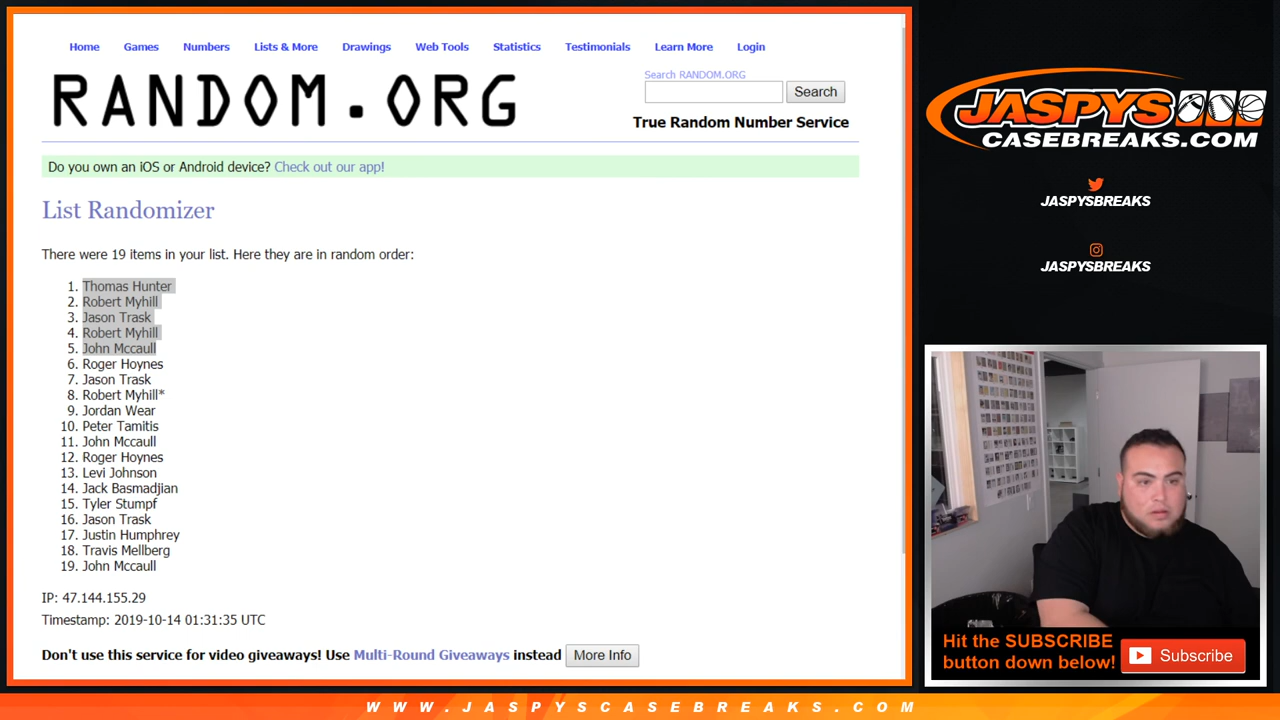 Home Games Numbers Lists & More Drawings Web Tools Statistics Testimonials Learn More Login
RANDOM.ORG
Search RANDOM.ORG
Search
True Random Number Service
Do you own an iOS or Android device? Check out our app!
List Randomizer
There were 19 items in your list. Here they are in random order:
1. Thomas Hunter
2. Robert Myhill
3. Jason Trask
4. Robert Myhill
5. John Mccaull
6. Roger Hoynes
7. Jason Trask
8. Robert Myhill*
9. Jordan Wear
10. Peter Tamitis
11. John Mccaull
12. Roger Hoynes
13. Levi Johnson
14. Jack Basmadjian
15. Tyler Stumpf
16. Jason Trask
17. Justin Humphrey
18. Travis Mellberg
19. John Mccaull
IP: 47.144.155.29
Timestamp: 2019-10-14 01:31:35 UTC
Don't use this service for video giveaways! Use Multi-Round Giveaways instead More Info
JASPYS
CASEBREAKS.COM
JASPYSBREAKS
JASPYSBREAKS
Hit the SUBSCRIBE
button down below!
Subscribe
WWW.JASPYSCASEBREAKS.COM